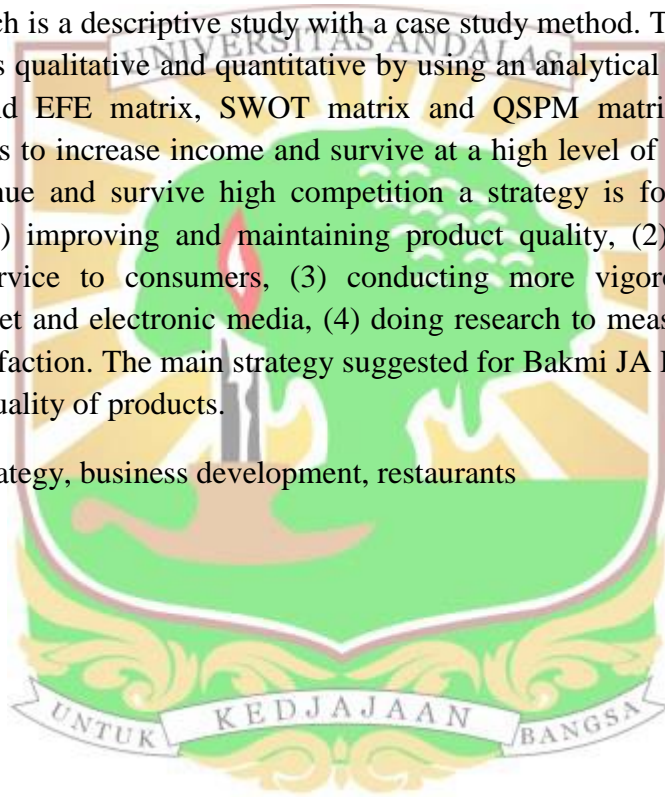 ch is a descriptive study with a case study method. T
UNIVERSITAS ANDALAS
s qualitative and quantitative by using an analytical
d EFE matrix, SWOT matrix and QSPM matri
s to increase income and survive at a high level of
nue and survive high competition a strategy is fo
) improving and maintaining product quality, (2)
rvice to consumers, (3) conducting more vigor
et and electronic media, (4) doing research to meas
faction. The main strategy suggested for Bakmi JA
uality of products.
ategy, business development, restaurants
UNTUK KEDJAJAAN BANGSA